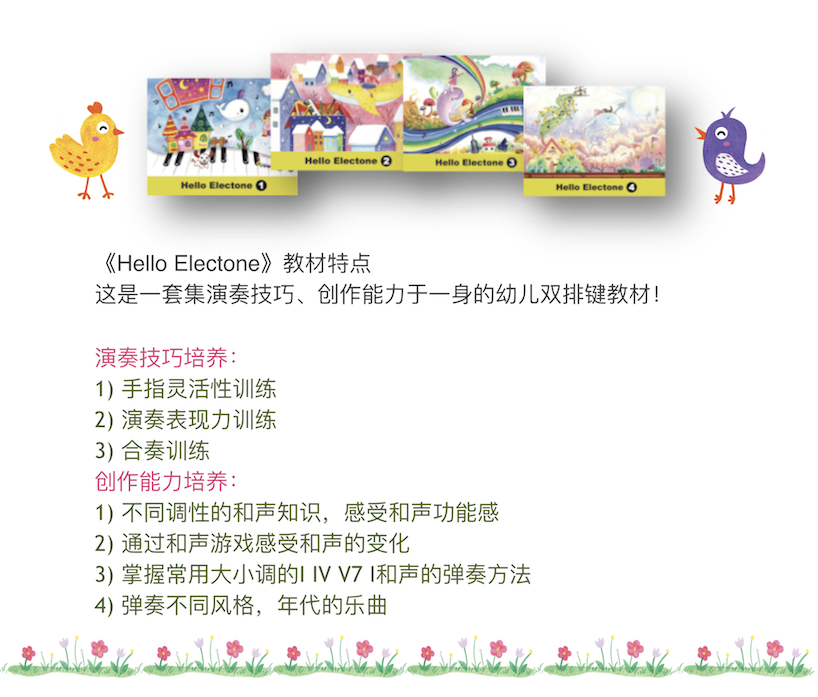 Hello Electone 1
Hello Electone 2
Hello Electone 3
Hello Electone 4
《Hello Electone》教材特点
这是一套集演奏技巧、创作能力于一身的幼儿双排键教材！
演奏技巧培养：
1) 手指灵活性训练
2) 演奏表现力训练
3) 合奏训练
创作能力培养：
1) 不同调性的和声知识，感受和声功能感
2) 通过和声游戏感受和声的变化
3) 掌握常用大小调的I IV V7 I和声的弹奏方法
4) 弹奏不同风格，年代的乐曲